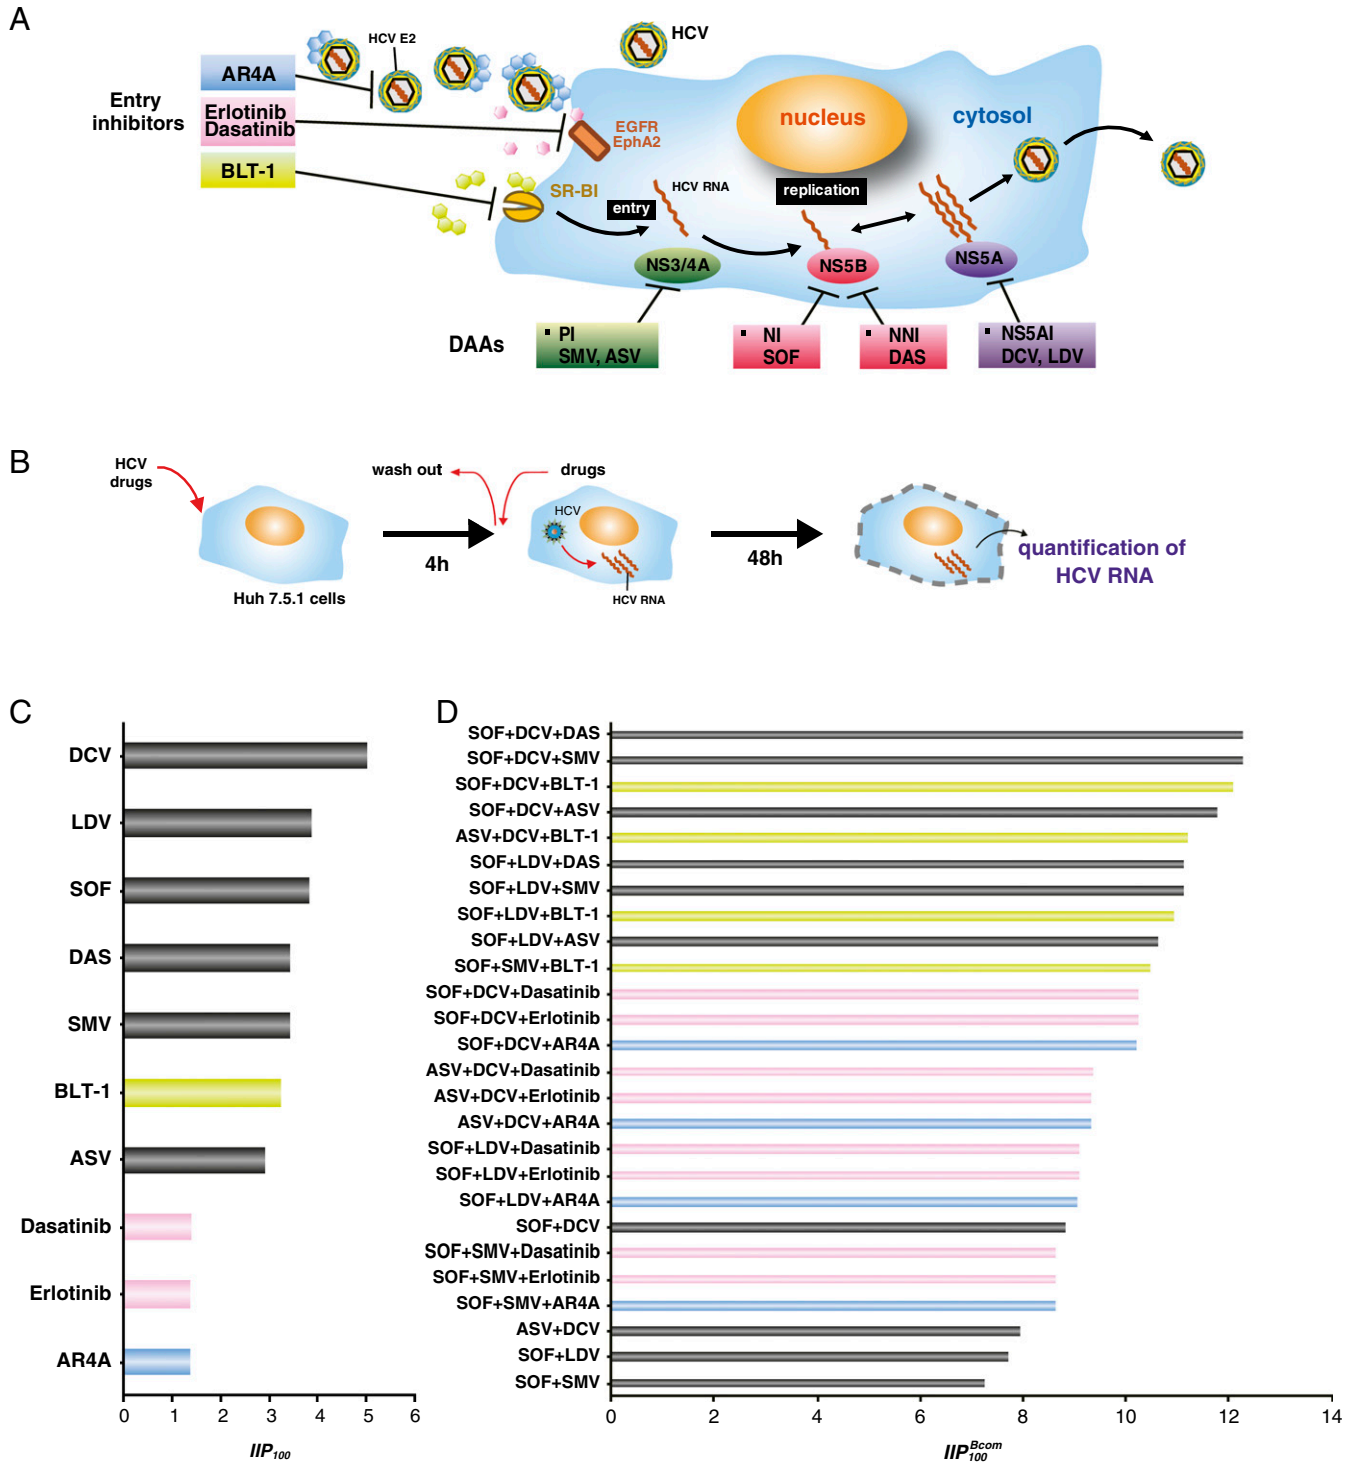 A
HCV E2
HCV
AR4A
Entry
inhibitors
Erlotinib
Dasatinib
BLT-1
EGFR
EphA2
nucleus
cytosol
SR-BI
HCV RNA
entry
replication
NS3/4A
NS5B
NS5A
DAAs
▪ PI
SMV, ASV
▪ NI
SOF
▪ NNI
DAS
▪ NS5AI
DCV, LDV
B
HCV
drugs
wash out
drugs
HCV
4h
48h
HCV RNA
Huh 7.5.1 cells
quantification of
HCV RNA
C
DCV
LDV
SOF
DAS
SMV
BLT-1
ASV
Dasatinib
Erlotinib
AR4A
0 1 2 3 4 5 6
IIP100
D
SOF+DCV+DAS
SOF+DCV+SMV
SOF+DCV+BLT-1
SOF+DCV+ASV
ASV+DCV+BLT-1
SOF+LDV+DAS
SOF+LDV+SMV
SOF+LDV+BLT-1
SOF+LDV+ASV
SOF+SMV+BLT-1
SOF+DCV+Dasatinib
SOF+DCV+Erlotinib
SOF+DCV+AR4A
ASV+DCV+Dasatinib
ASV+DCV+Erlotinib
ASV+DCV+AR4A
SOF+LDV+Dasatinib
SOF+LDV+Erlotinib
SOF+LDV+AR4A
SOF+DCV
SOF+SMV+Dasatinib
SOF+SMV+Erlotinib
SOF+SMV+AR4A
ASV+DCV
SOF+LDV
SOF+SMV
0 2 4 6 8 10 12 14
IIP100Bcom